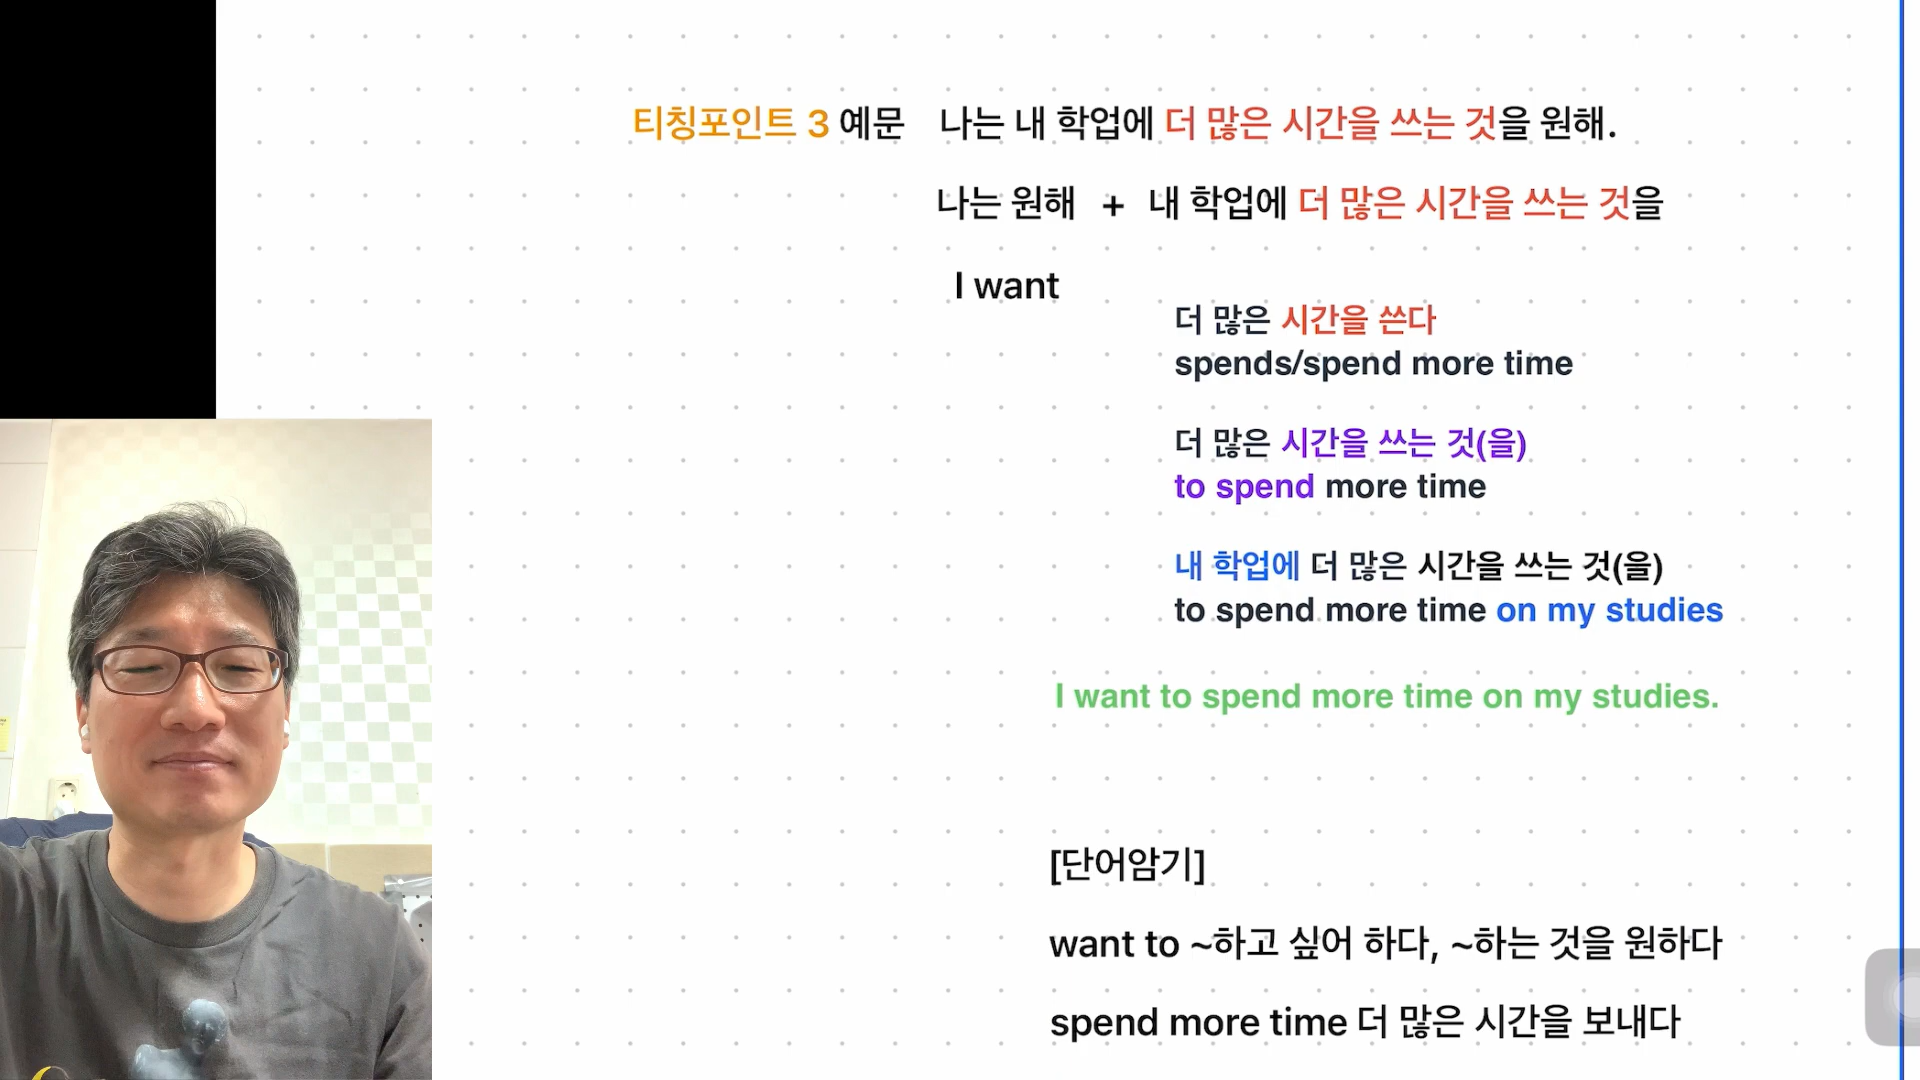 티칭포인트 3 예문 나는 내 학업에 더 많은 시간을 쓰는 것을 원해.
나는 원해 + 내 학업에 더 많은 시간을 쓰는 것을
I want
더 많은 시간을 쓴다
spends/spend more time
더 많은 시간을 쓰는 것(을)
to spend more time
내 학업에 더 많은 시간을 쓰는 것(을)
to spend more time on my studies
I want to spend more time on my studies.
[단어암기]
want to ~하고 싶어 하다, ~하는 것을 원하다
spend more time 더 많은 시간을 보내다